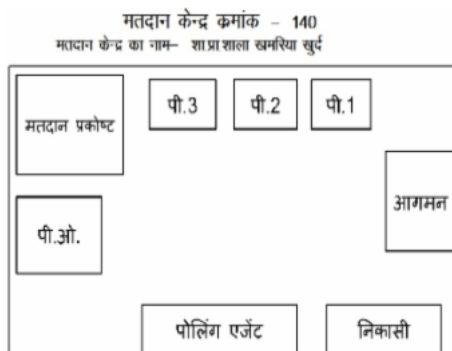 मतदान केन्द्र क्रमांक - 140
मतदान केन्द्र का नाम– शा.प्रा.शाला खमरिया खुर्द
मतदान प्रकोष्ट
पी.3
पी.2
पी.1
आगमन
पी.ओ.
पोलिंग एजेंट
निकासी